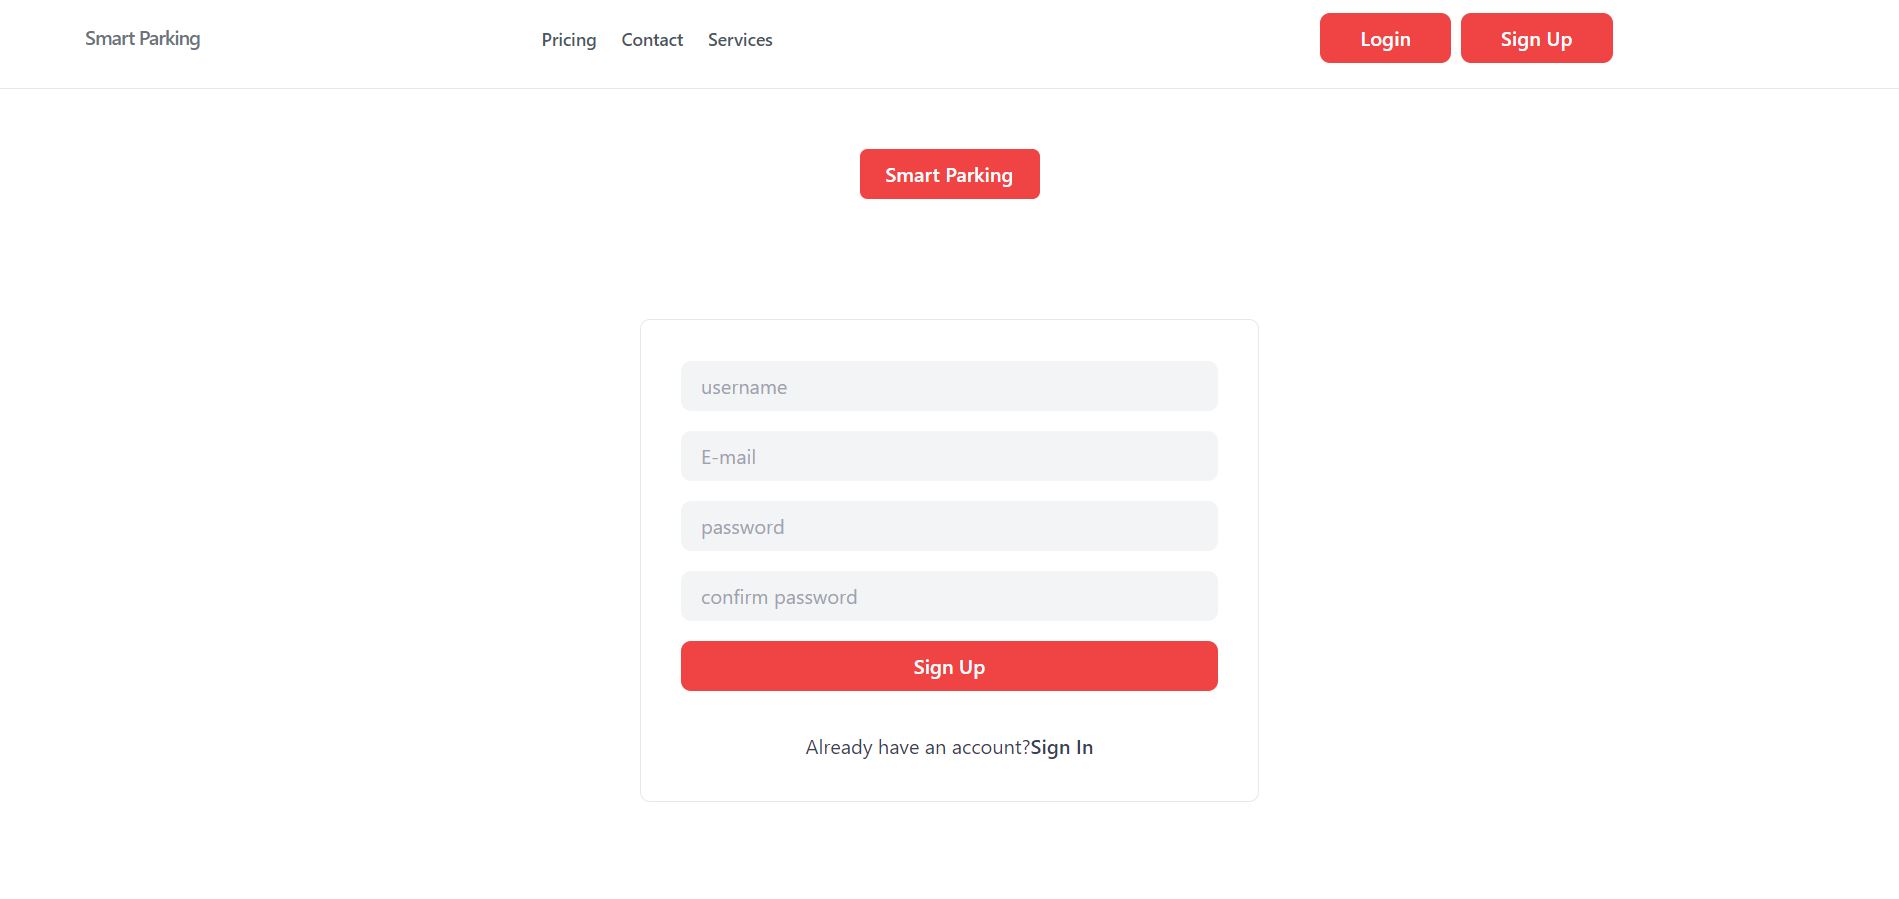 Smart Parking Pricing Contact Services Login Sign Up
Smart Parking
username
E-mail
password
confirm password
Sign Up
Already have an account?Sign In